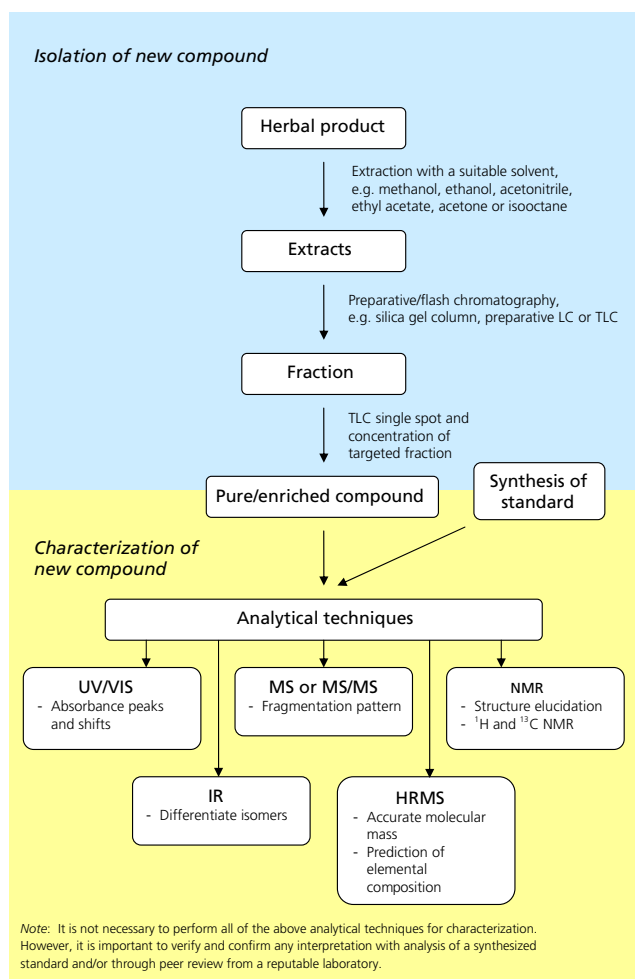 Isolation of new compound
Herbal product
Extraction with a suitable solvent,
e.g. methanol, ethanol, acetonitrile,
ethyl acetate, acetone or isooctane
Extracts
Preparative/flash chromatography,
e.g. silica gel column, preparative LC or TLC
Fraction
TLC single spot and
concentration of
targeted fraction
Pure/enriched compound
Synthesis of
standard
Characterization of
new compound
Analytical techniques
UV/VIS
- Absorbance peaks
and shifts
MS or MS/MS
- Fragmentation pattern
NMR
- Structure elucidation
- ¹H and ¹³C NMR
IR
- Differentiate isomers
HRMS
- Accurate molecular
mass
- Prediction of
elemental
composition
Note: It is not necessary to perform all of the above analytical techniques for characterization.
However, it is important to verify and confirm any interpretation with analysis of a synthesized
standard and/or through peer review from a reputable laboratory.